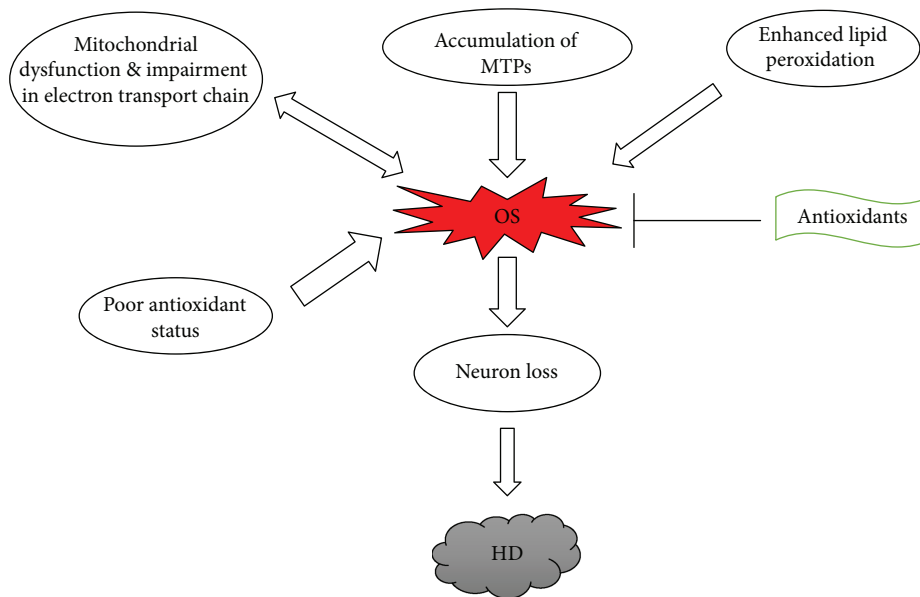 Mitochondrial
dysfunction & impairment
in electron transport chain
Accumulation of
MTPs
Enhanced lipid
peroxidation
OS
Antioxidants
Poor antioxidant
status
Neuron loss
HD